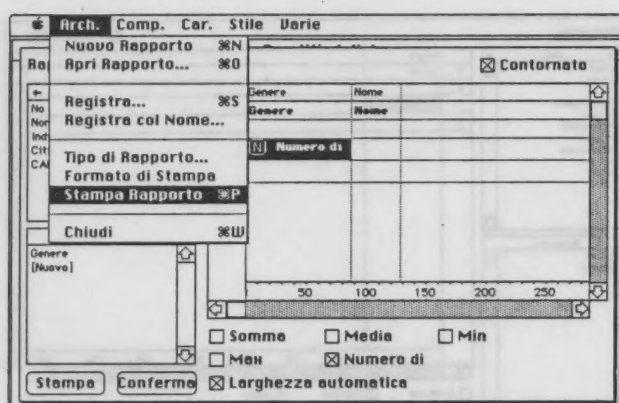 Arch. Comp. Car. Stile Varie
Nuovo Rapporto ⌘N
Apri Rapporto... ⌘O
Registra... ⌘S
Registra col Nome...
Tipo di Rapporto...
Formato di Stampa
Stampa Rapporto ⌘P
Chiudi ⌘W
☒ Contornato
Genere Nome
Genere Nome
No
[N] Numero di
Genere
[Nuovo]
50 100 150 200 250
☐ Somma ☐ Media ☐ Min
☐ Max ☒ Numero di
Stampa Conferma ☒ Larghezza automatica